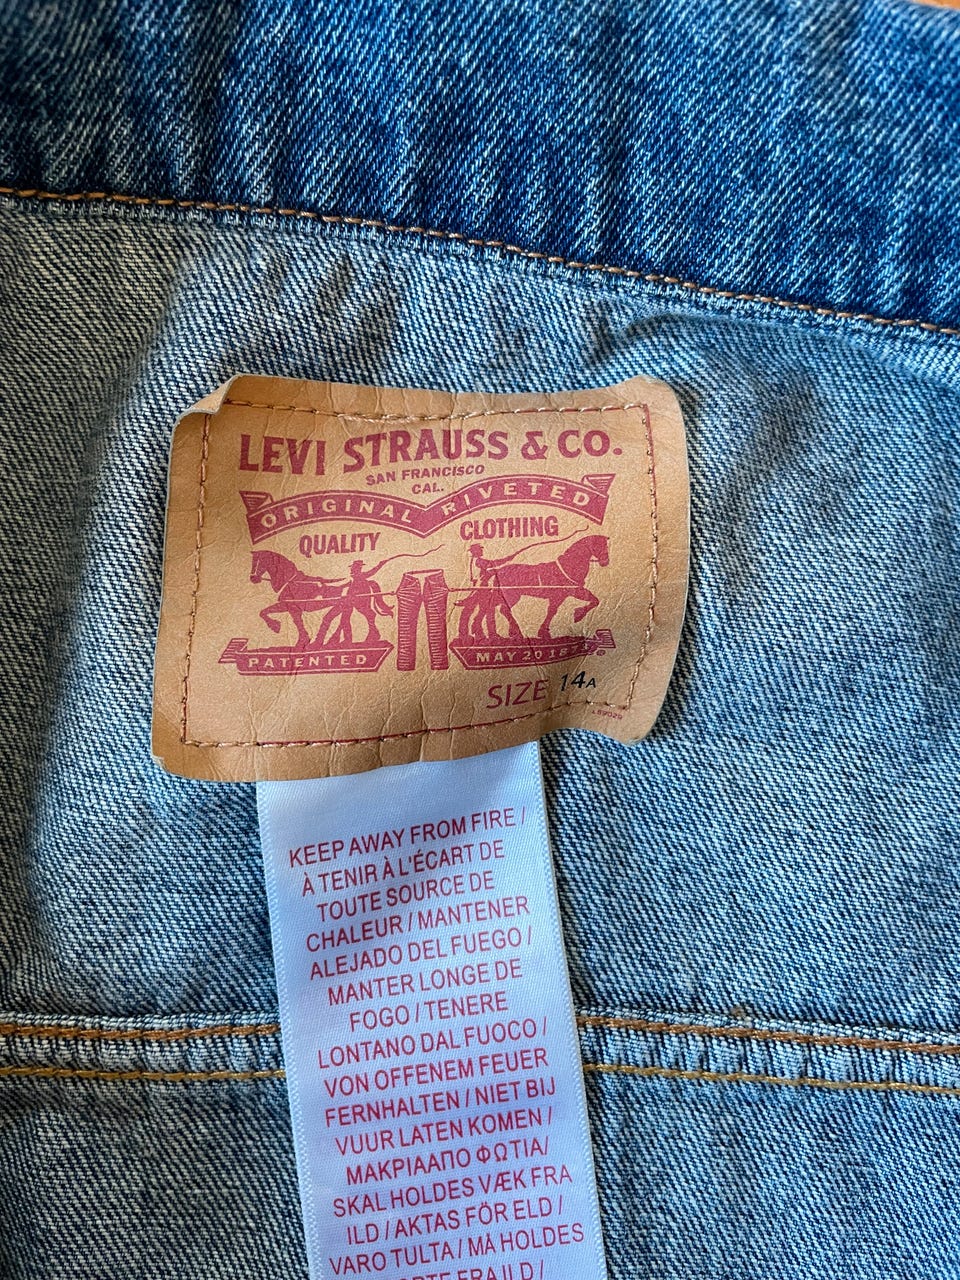 LEVI STRAUSS & CO.
SAN FRANCISCO
CAL.
ORIGINAL RIVETED
QUALITY CLOTHING
PATENTED MAY 20 1873
SIZE 14A
KEEP AWAY FROM FIRE /
À TENIR À L'ÉCART DE
TOUTE SOURCE DE
CHALEUR / MANTENER
ALEJADO DEL FUEGO /
MANTER LONGE DE
FOGO / TENERE
LONTANO DAL FUOCO /
VON OFFENEM FEUER
FERNHALTEN / NIET BIJ
VUUR LATEN KOMEN /
ΜΑΚΡΙΑΑΠΟ ΦΩΤΙΑ/
SKAL HOLDES VÆK FRA
ILD / AKTAS FÖR ELD /
VARO TULTA / MÅ HOLDES